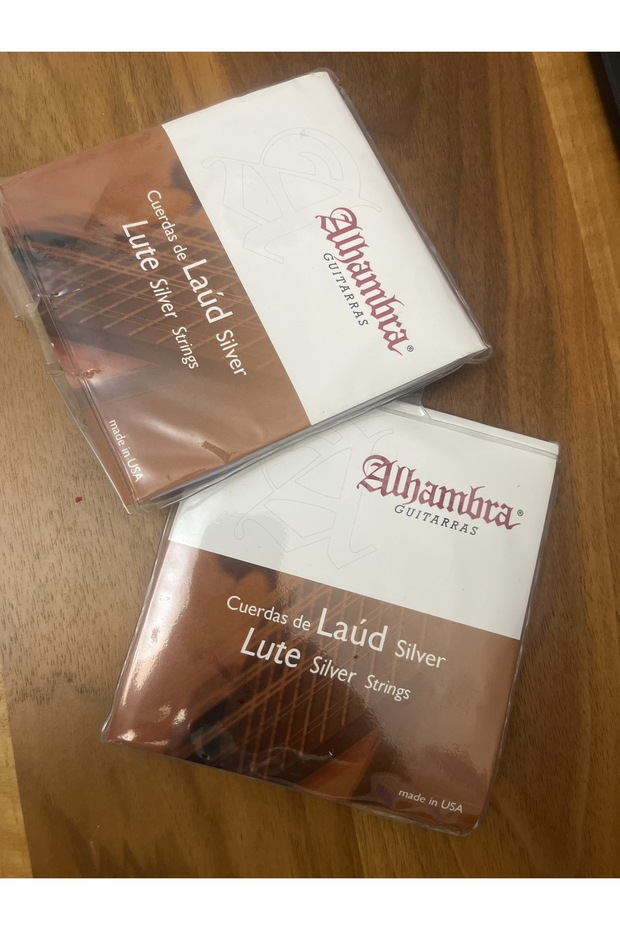 Alhambra®
GUITARRAS
Cuerdas de Laúd Silver
Lute Silver Strings
made in USA
Alhambra®
GUITARRAS
Cuerdas de Laúd Silver
Lute Silver Strings
made in USA